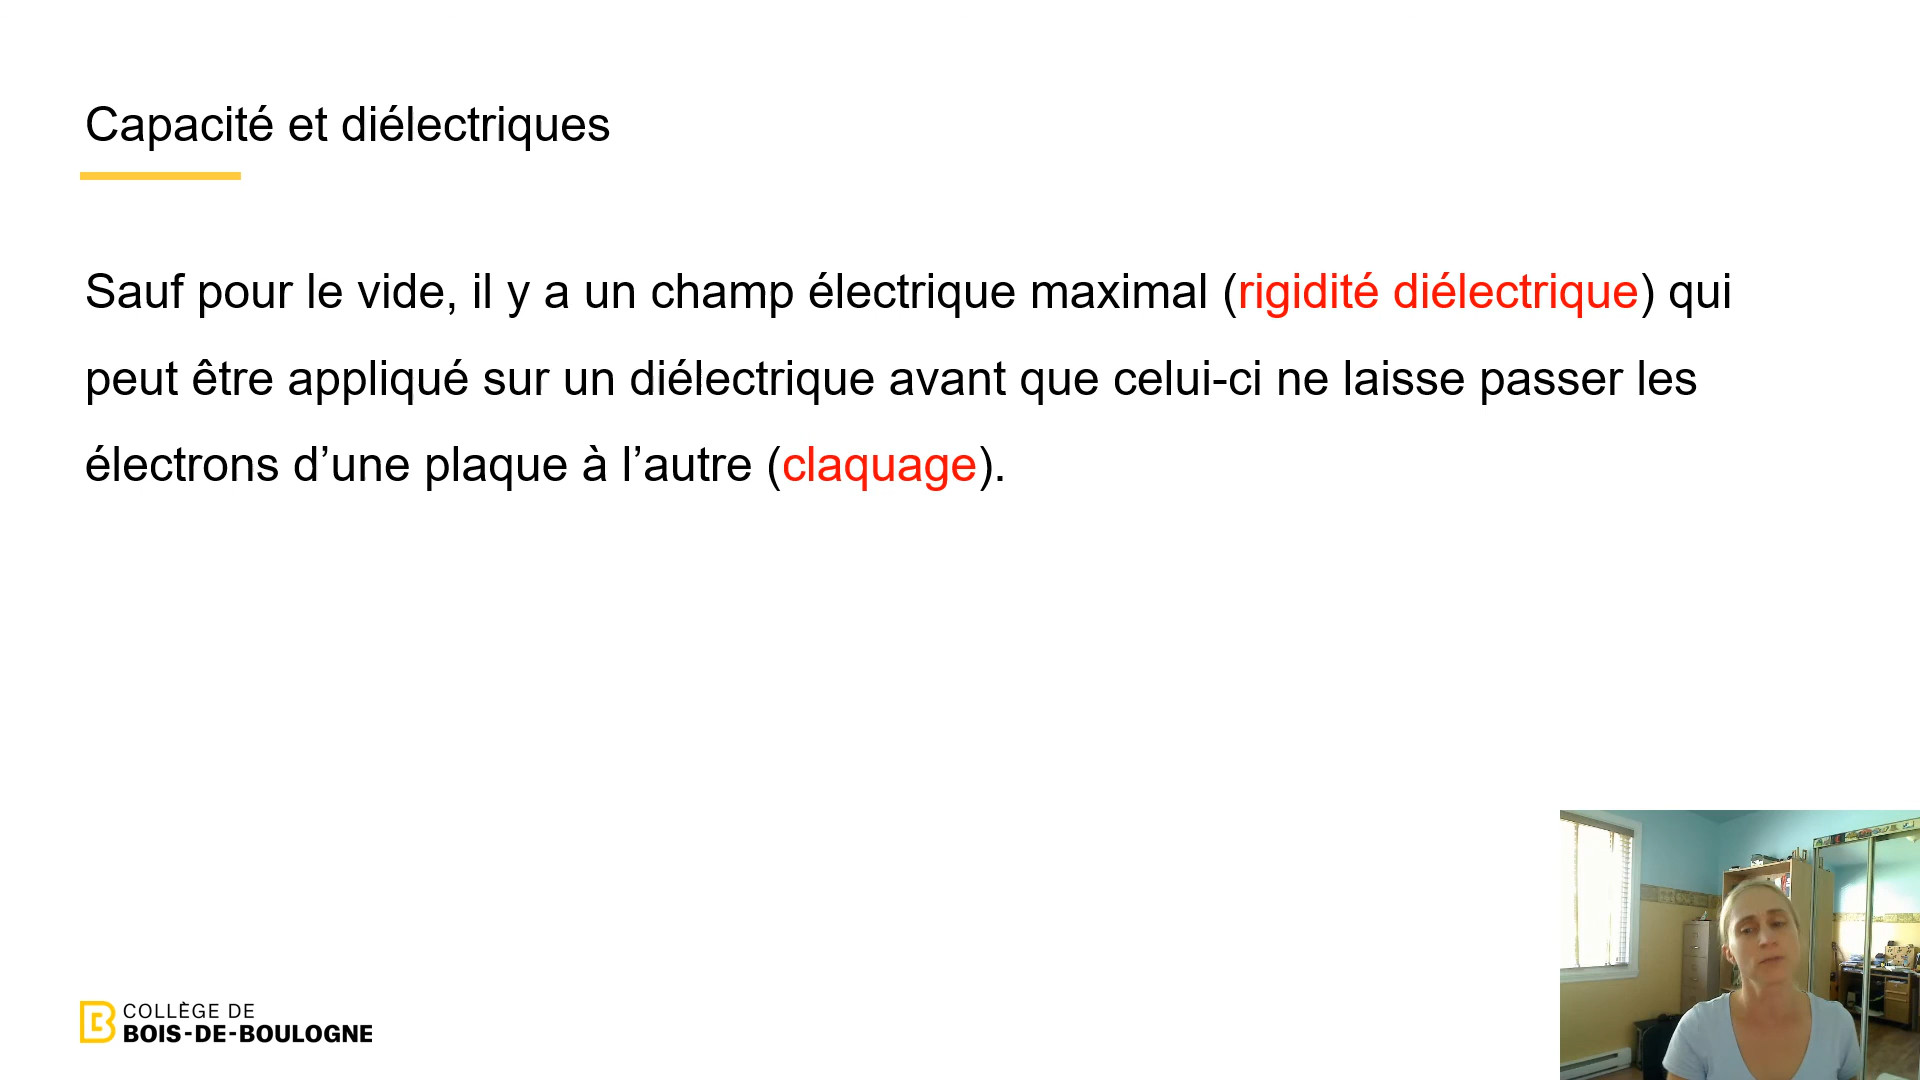 Capacité et diélectriques
Sauf pour le vide, il y a un champ électrique maximal (rigidité diélectrique) qui
peut être appliqué sur un diélectrique avant que celui-ci ne laisse passer les
électrons d’une plaque à l’autre (claquage).
COLLÈGE DE
BOIS-DE-BOULOGNE